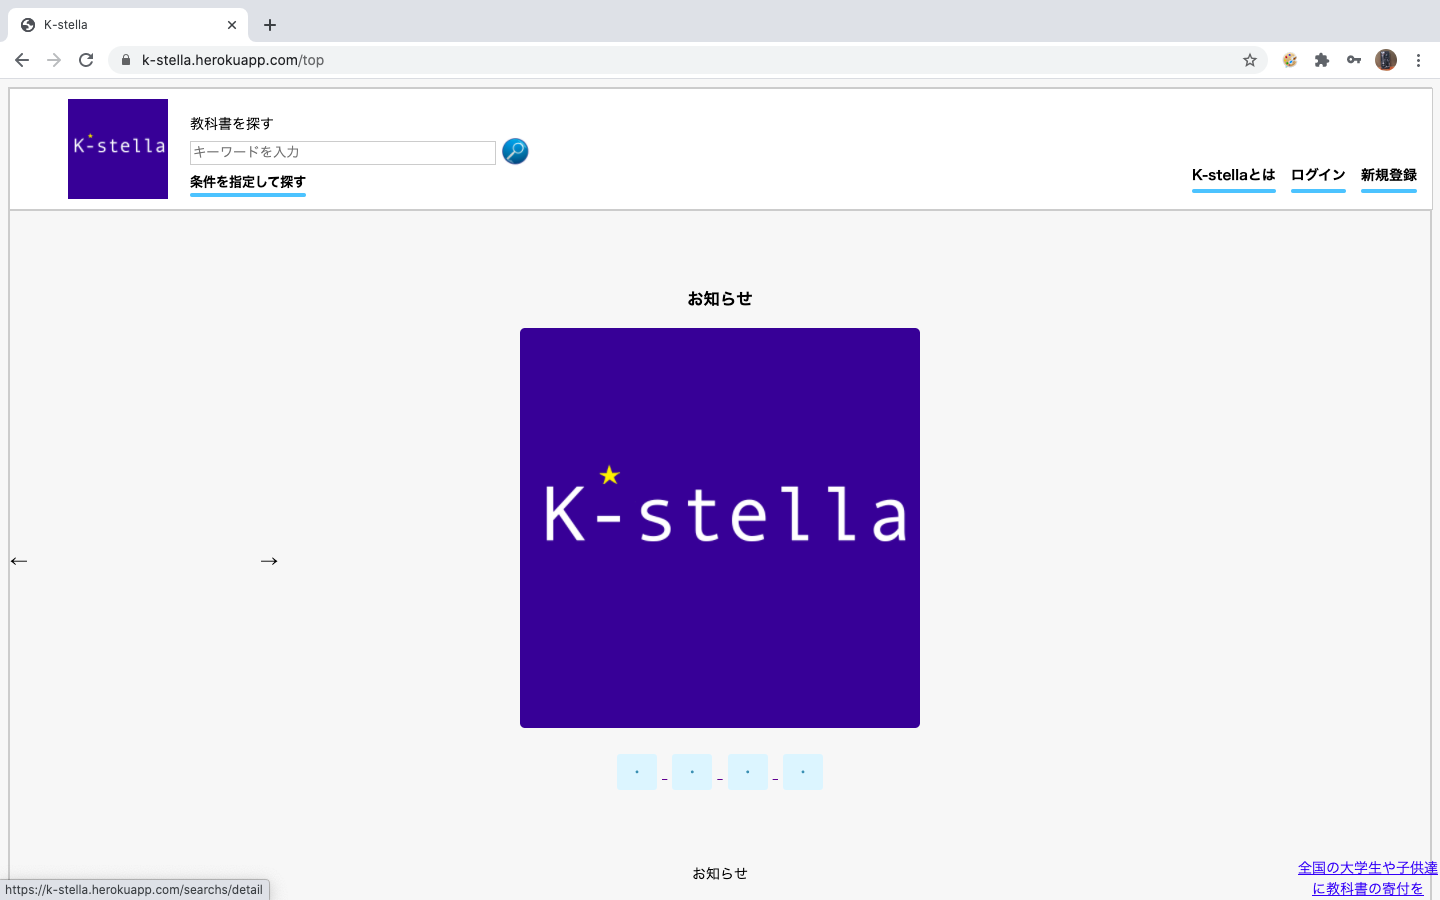 K-stella
k-stella.herokuapp.com/top
K-stella
教科書を探す
キーワードを入力
条件を指定して探す
K-stellaとは
ログイン
新規登録
お知らせ
K-stella
お知らせ
全国の大学生や子供達
に教科書の寄付を
https://k-stella.herokuapp.com/searchs/detail